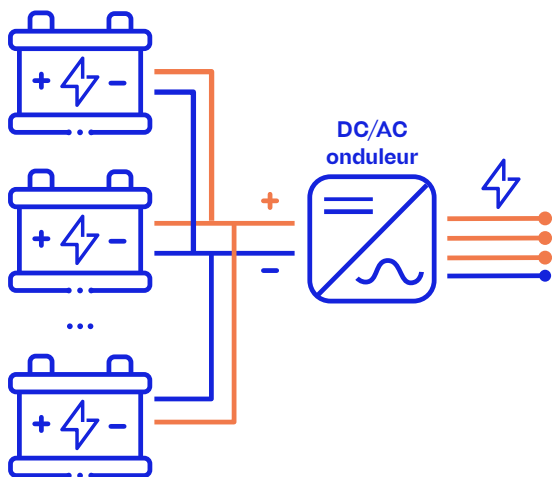 DC/AC
onduleur
+ -
+
+ -
-
+ -